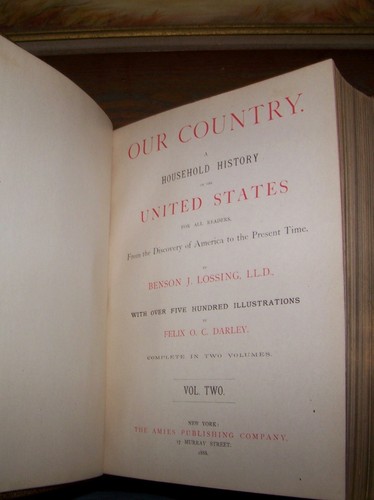 OUR COUNTRY.
A
HOUSEHOLD HISTORY
OF THE
UNITED STATES
FOR ALL READERS,
From the Discovery of America to the Present Time.
BY
BENSON J. LOSSING, LL.D.,
WITH OVER FIVE HUNDRED ILLUSTRATIONS
BY
FELIX O. C. DARLEY.
COMPLETE IN TWO VOLUMES.
VOL. TWO.
NEW YORK:
THE AMIES PUBLISHING COMPANY,
17 MURRAY STREET.
1888.